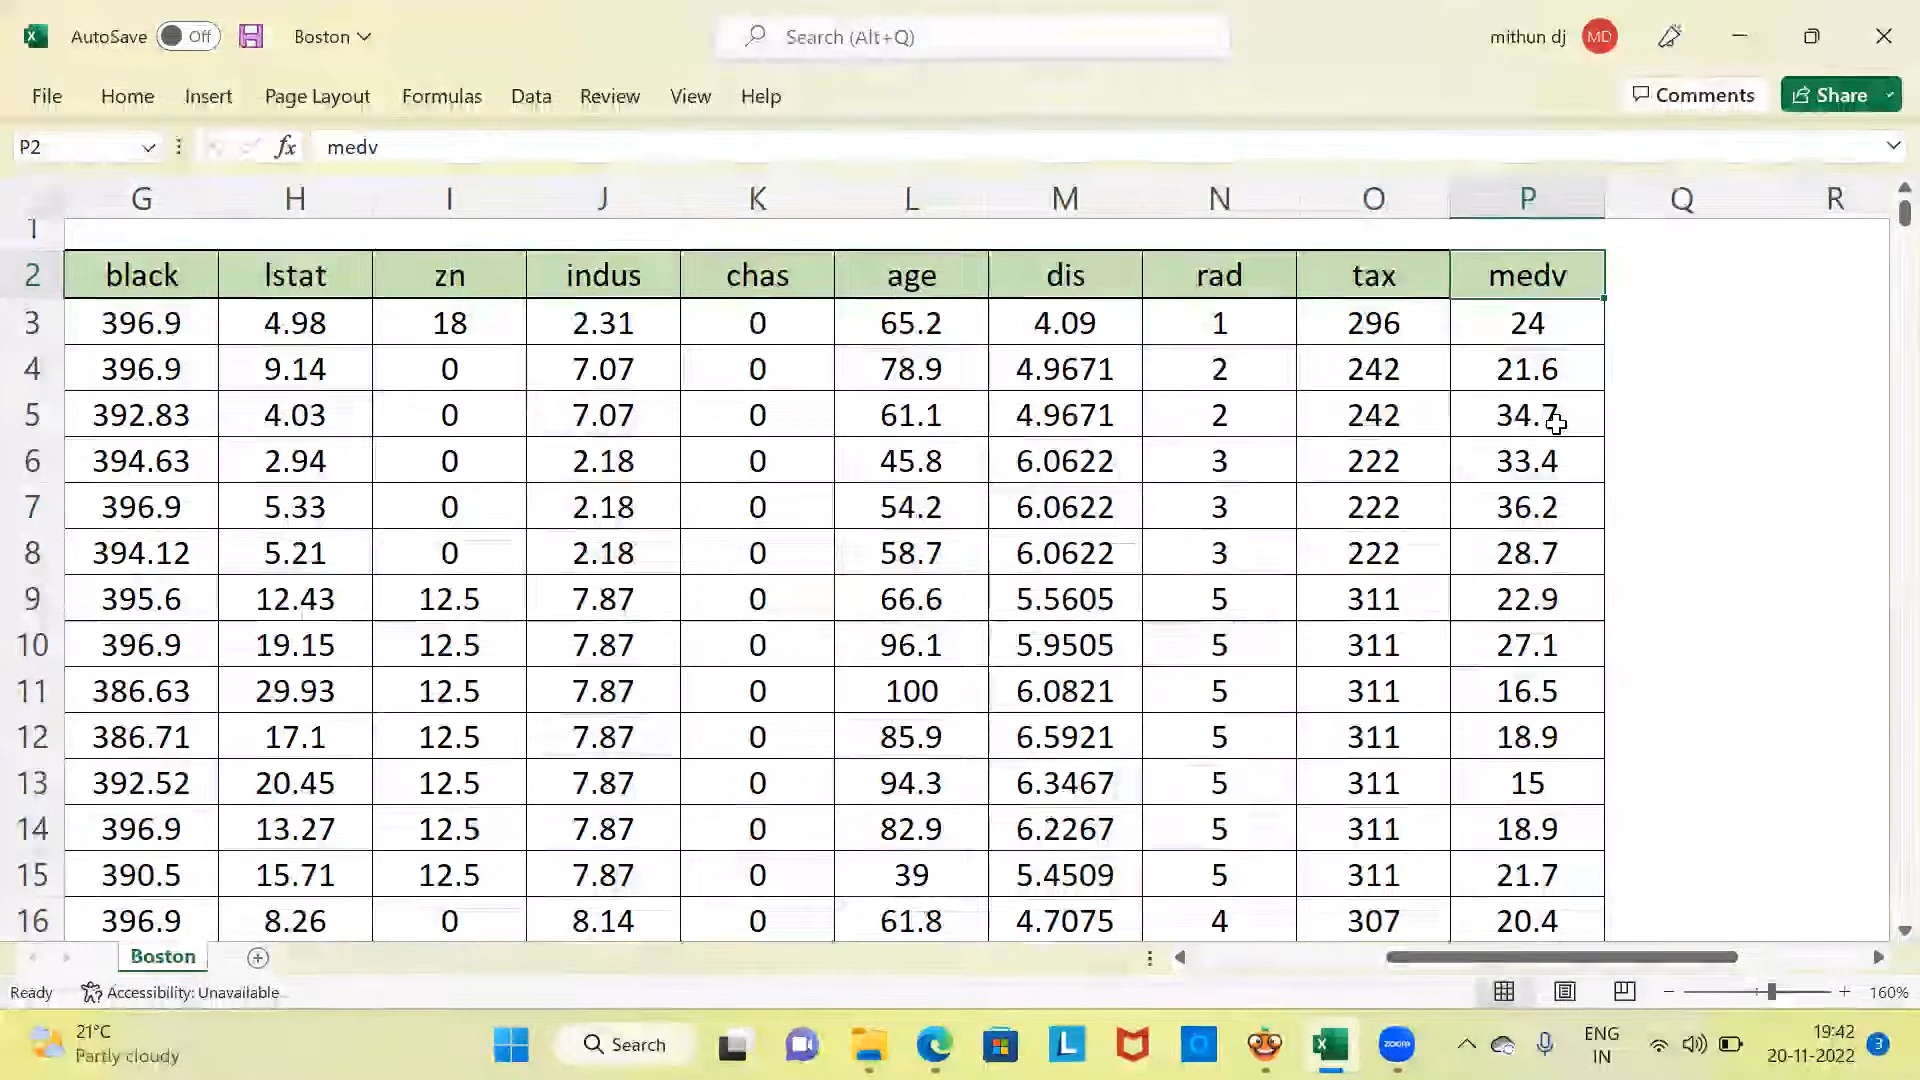 AutoSave Off Boston Search (Alt+Q) mithun dj MD
File Home Insert Page Layout Formulas Data Review View Help Comments Share
P2 fx medv
G H I J K L M N O P Q R
1
2 black lstat zn indus chas age dis rad tax medv
3 396.9 4.98 18 2.31 0 65.2 4.09 1 296 24
4 396.9 9.14 0 7.07 0 78.9 4.9671 2 242 21.6
5 392.83 4.03 0 7.07 0 61.1 4.9671 2 242 34.7
6 394.63 2.94 0 2.18 0 45.8 6.0622 3 222 33.4
7 396.9 5.33 0 2.18 0 54.2 6.0622 3 222 36.2
8 394.12 5.21 0 2.18 0 58.7 6.0622 3 222 28.7
9 395.6 12.43 12.5 7.87 0 66.6 5.5605 5 311 22.9
10 396.9 19.15 12.5 7.87 0 96.1 5.9505 5 311 27.1
11 386.63 29.93 12.5 7.87 0 100 6.0821 5 311 16.5
12 386.71 17.1 12.5 7.87 0 85.9 6.5921 5 311 18.9
13 392.52 20.45 12.5 7.87 0 94.3 6.3467 5 311 15
14 396.9 13.27 12.5 7.87 0 82.9 6.2267 5 311 18.9
15 390.5 15.71 12.5 7.87 0 39 5.4509 5 311 21.7
16 396.9 8.26 0 8.14 0 61.8 4.7075 4 307 20.4
Boston
Ready Accessibility: Unavailable 160%
21°C
Partly cloudy
Search
L
zoom
ENG
IN
19:42
20-11-2022
3